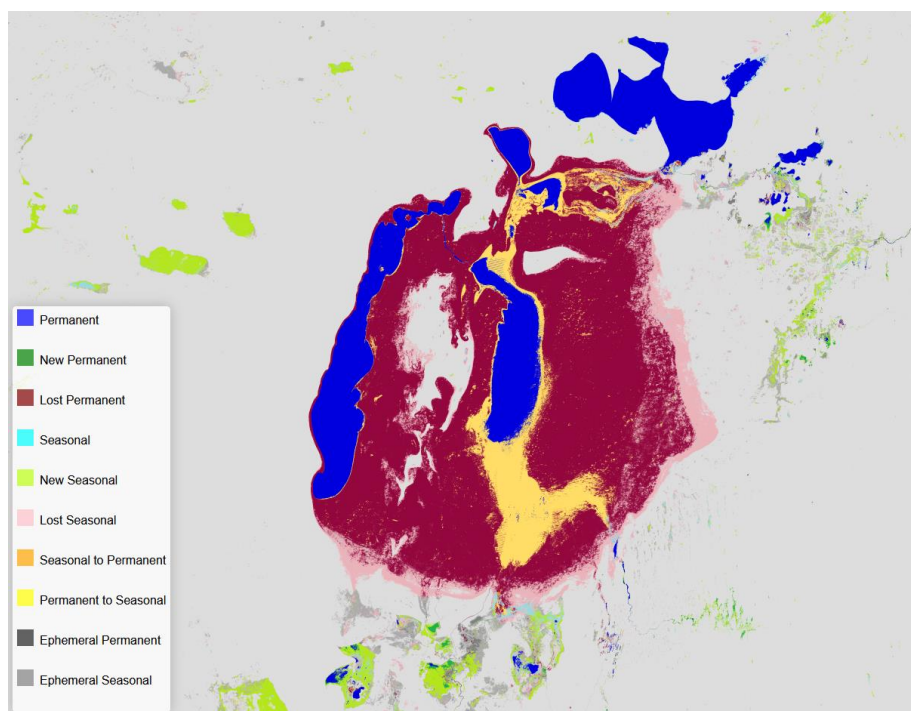 Permanent
New Permanent
Lost Permanent
Seasonal
New Seasonal
Lost Seasonal
Seasonal to Permanent
Permanent to Seasonal
Ephemeral Permanent
Ephemeral Seasonal